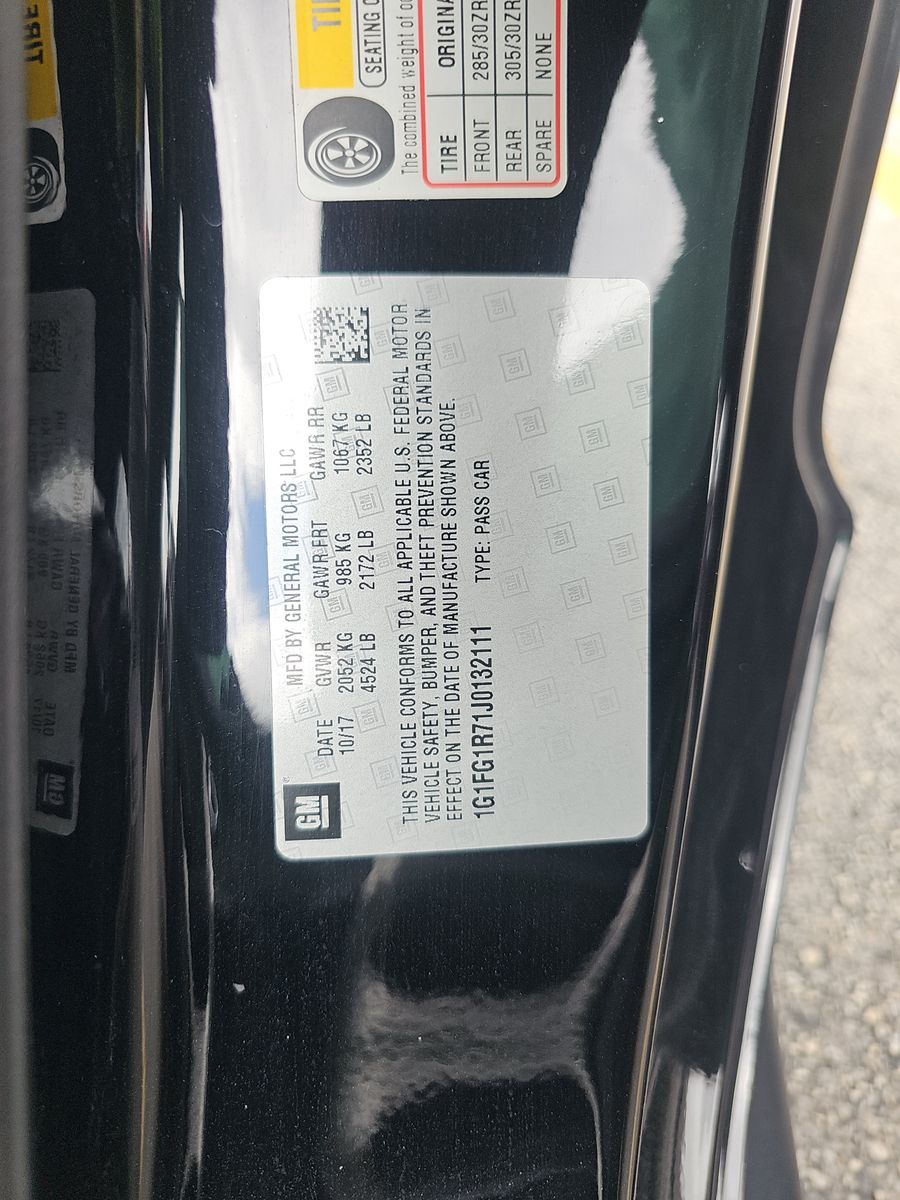 TIRE
SEATING
The combined weight of oc
TIRE ORIGINA
FRONT 285/30ZR
REAR 305/30ZR
SPARE NONE
GM
MFD BY GENERAL MOTORS LLC
DATE GVWR GAWR FRT GAWR RR
10/17 2052 KG 985 KG 1067 KG
4524 LB 2172 LB 2352 LB
THIS VEHICLE CONFORMS TO ALL APPLICABLE U.S. FEDERAL MOTOR
VEHICLE SAFETY, BUMPER, AND THEFT PREVENTION STANDARDS IN
EFFECT ON THE DATE OF MANUFACTURE SHOWN ABOVE.
1G1FG1R71J0132111 TYPE: PASS CAR